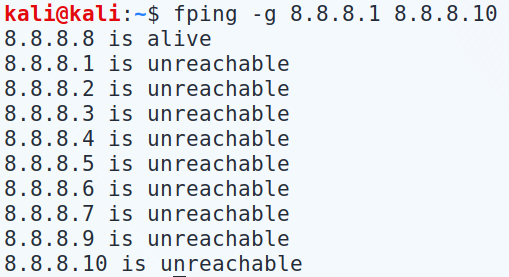 kali@kali:~$ fping -g 8.8.8.1 8.8.8.10
8.8.8.8 is alive
8.8.8.1 is unreachable
8.8.8.2 is unreachable
8.8.8.3 is unreachable
8.8.8.4 is unreachable
8.8.8.5 is unreachable
8.8.8.6 is unreachable
8.8.8.7 is unreachable
8.8.8.9 is unreachable
8.8.8.10 is unreachable